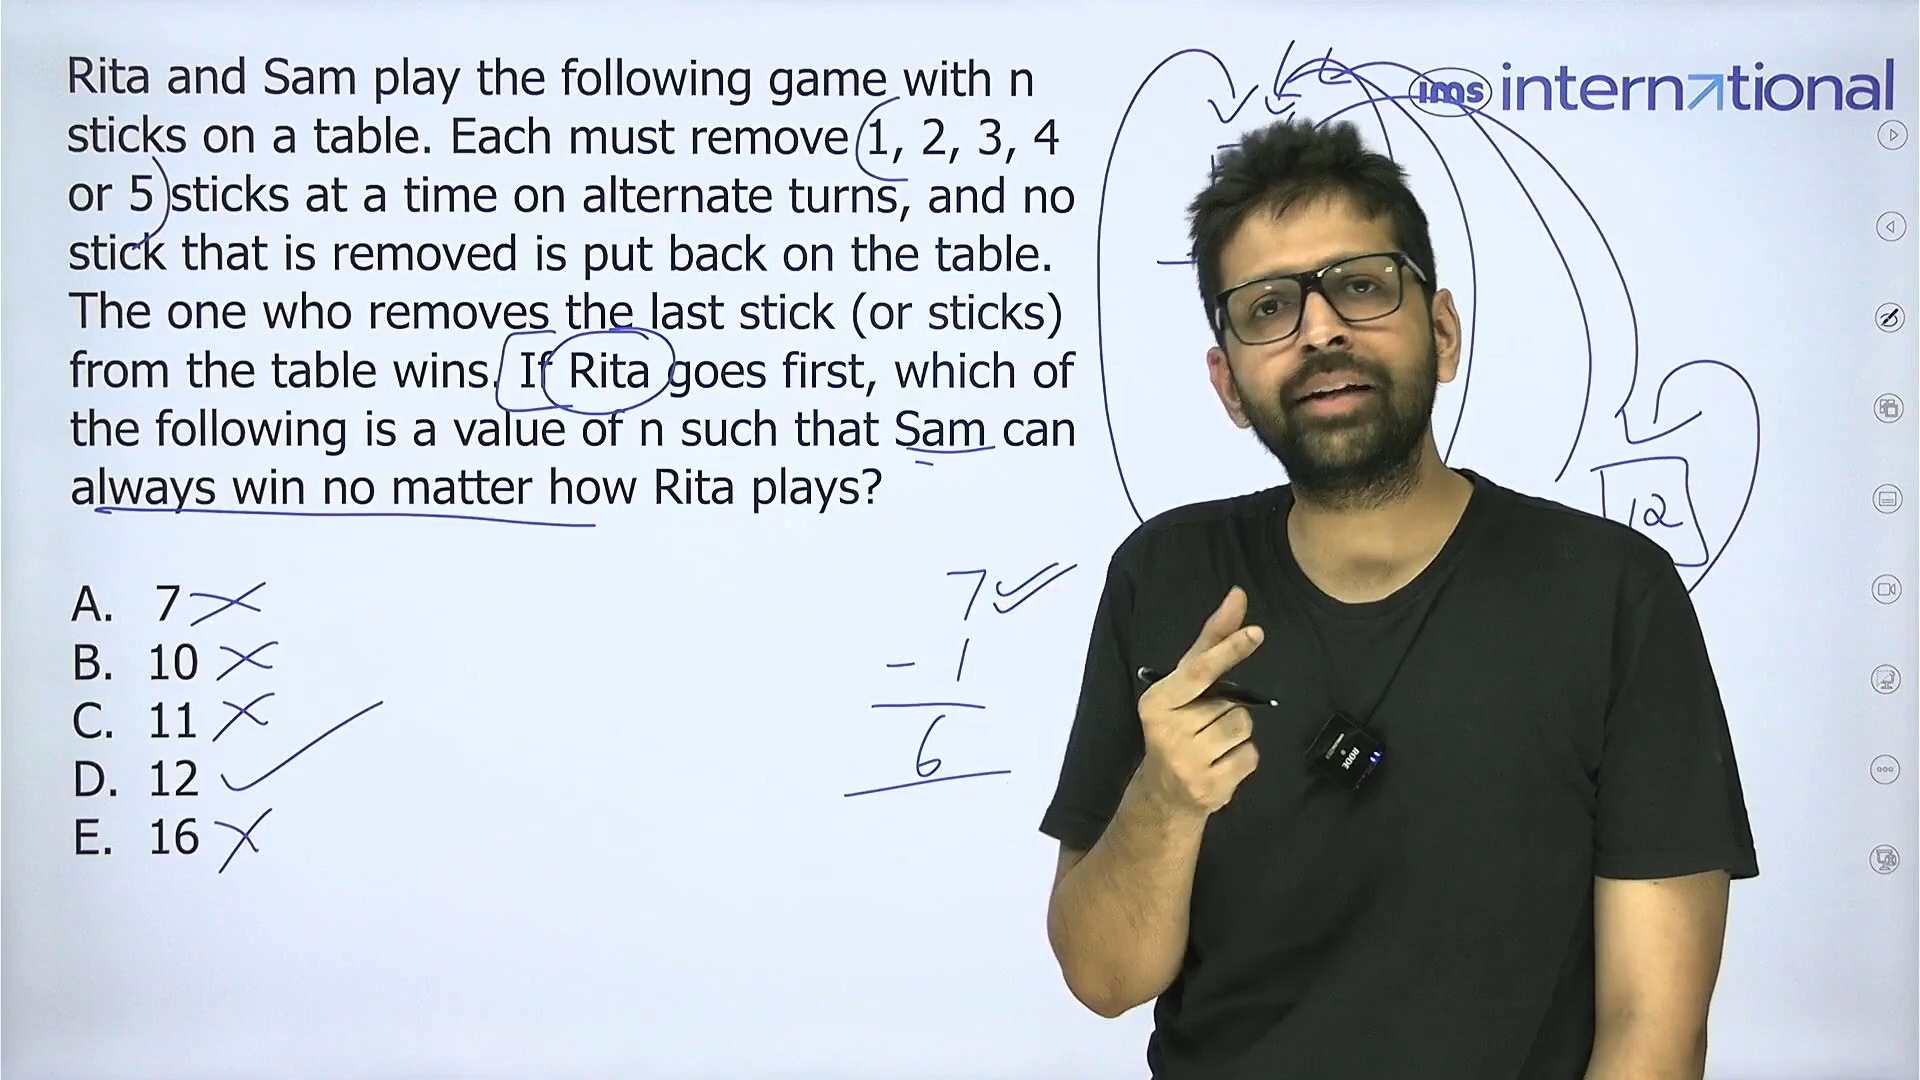 Rita and Sam play the following game with n
sticks on a table. Each must remove 1, 2, 3, 4
or 5 sticks at a time on alternate turns, and no
stick that is removed is put back on the table.
The one who removes the last stick (or sticks)
from the table wins. If Rita goes first, which of
the following is a value of n such that Sam can
always win no matter how Rita plays?
A. 7
B. 10
C. 11
D. 12
E. 16
7
- 1
6
ims international
12
RODE